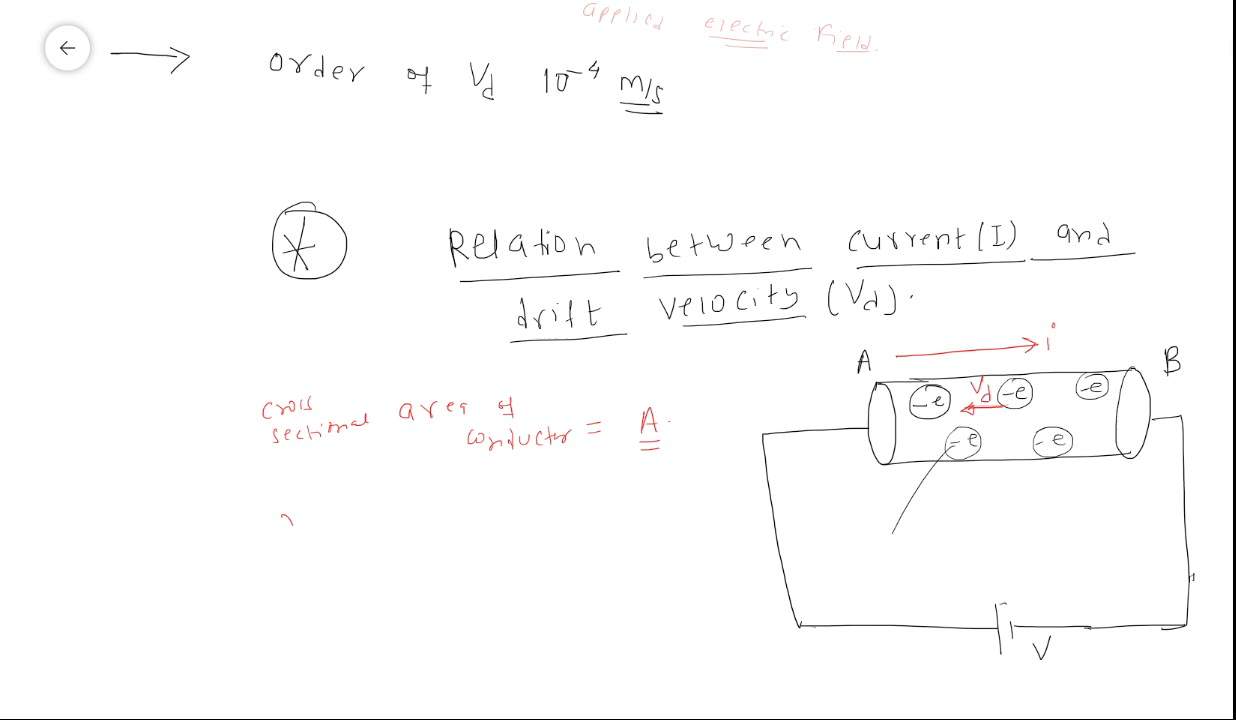 applied electric field.
order of Vd 10⁻⁴ m/s
Relation between current (I) and
drift velocity (Vd).
i
A
B
Vd
-e
-e
-e
-e
-e
cross
sectional area of
conductor = A.
V